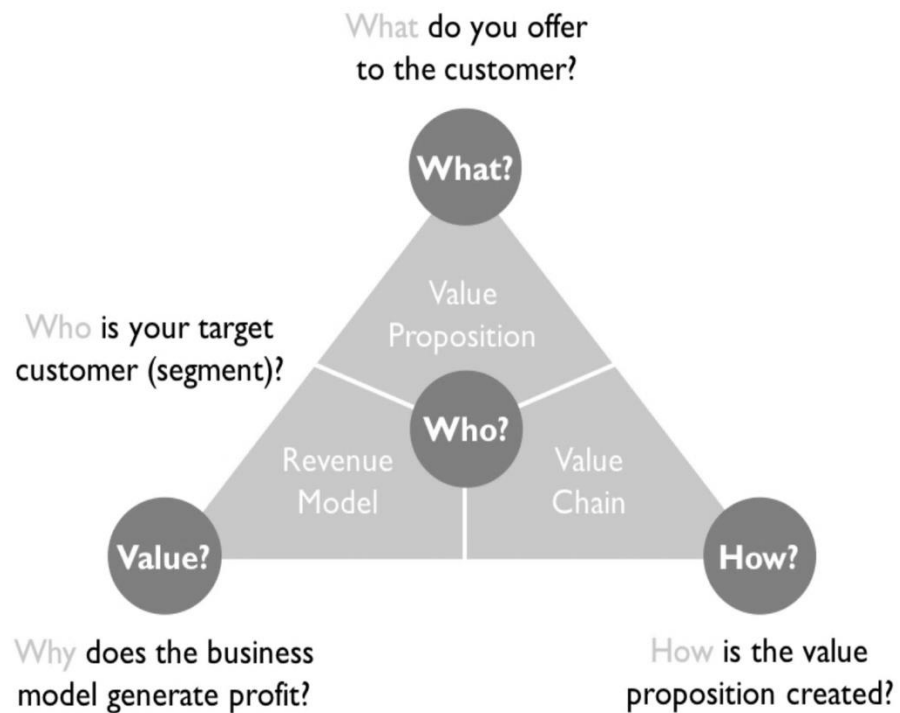 What do you offer
to the customer?
What?
Value
Proposition
Who is your target
customer (segment)?
Who?
Revenue
Model
Value
Chain
Value?
How?
Why does the business
model generate profit?
How is the value
proposition created?